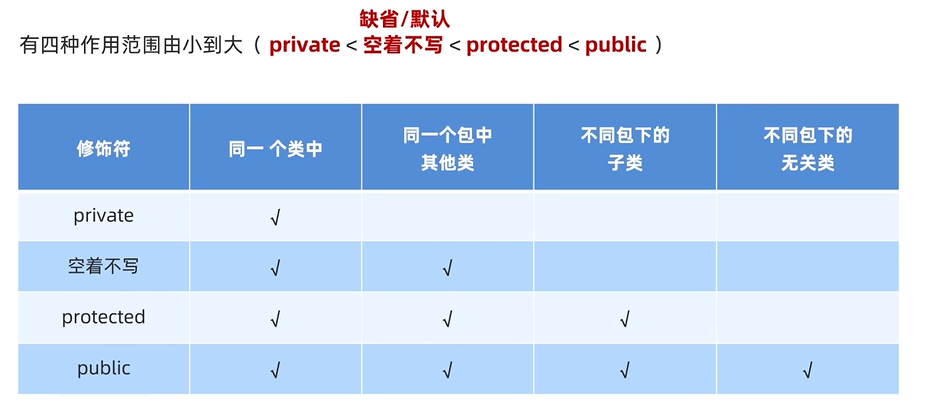 缺省/默认
有四种作用范围由小到大（ private < 空着不写 < protected < public ）
修饰符 同一 个类中 同一个包中 其他类 不同包下的 子类 不同包下的 无关类
private √
空着不写 √ √
protected √ √ √
public √ √ √ √